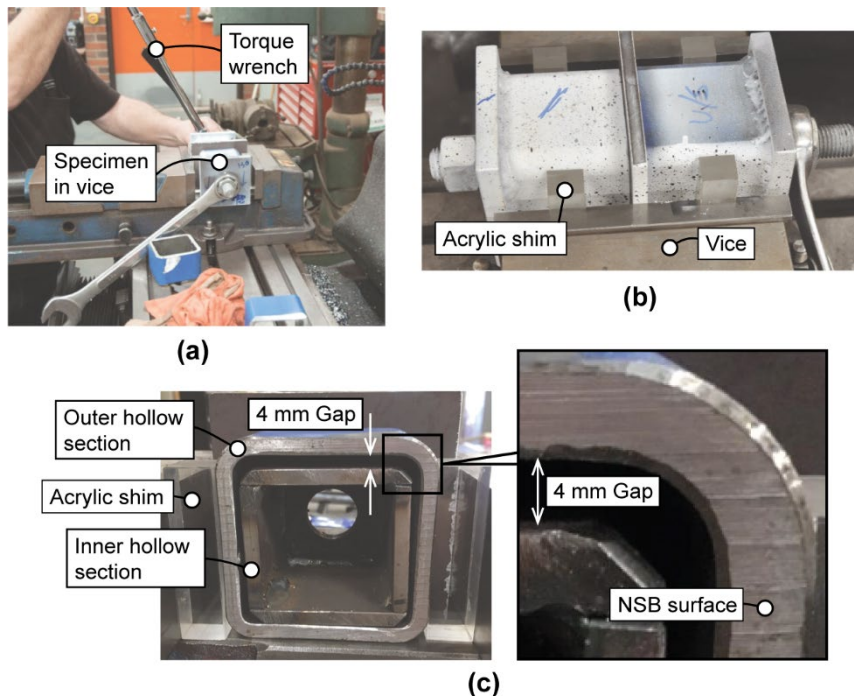 Torque
wrench
Specimen
in vice
(a)
Acrylic shim
Vice
(b)
Outer hollow
section
4 mm Gap
Acrylic shim
Inner hollow
section
4 mm Gap
NSB surface
(c)